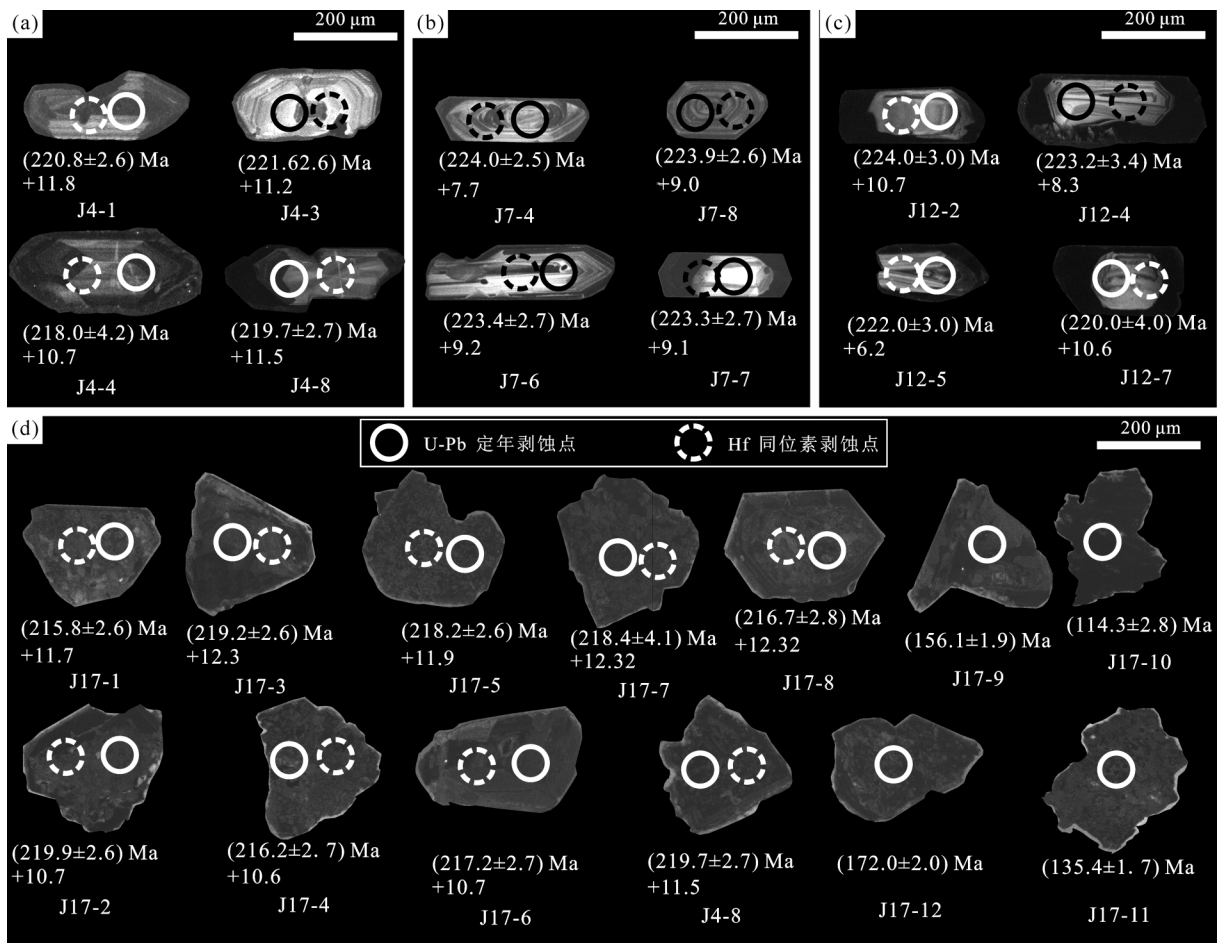 (a)
200 μm
(220.8±2.6) Ma
+11.8
J4-1
(221.62.6) Ma
+11.2
J4-3
(218.0±4.2) Ma
+10.7
J4-4
(219.7±2.7) Ma
+11.5
J4-8
(b)
200 μm
(224.0±2.5) Ma
+7.7
J7-4
(223.9±2.6) Ma
+9.0
J7-8
(223.4±2.7) Ma
+9.2
J7-6
(223.3±2.7) Ma
+9.1
J7-7
(c)
200 μm
(224.0±3.0) Ma
+10.7
J12-2
(223.2±3.4) Ma
+8.3
J12-4
(222.0±3.0) Ma
+6.2
J12-5
(220.0±4.0) Ma
+10.6
J12-7
(d)
U-Pb 定年剥蚀点
Hf 同位素剥蚀点
200 μm
(215.8±2.6) Ma
+11.7
J17-1
(219.2±2.6) Ma
+12.3
J17-3
(218.2±2.6) Ma
+11.9
J17-5
(218.4±4.1) Ma
+12.32
J17-7
(216.7±2.8) Ma
+12.32
J17-8
(156.1±1.9) Ma
J17-9
(114.3±2.8) Ma
J17-10
(219.9±2.6) Ma
+10.7
J17-2
(216.2±2. 7) Ma
+10.6
J17-4
(217.2±2.7) Ma
+10.7
J17-6
(219.7±2.7) Ma
+11.5
J4-8
(172.0±2.0) Ma
J17-12
(135.4±1. 7) Ma
J17-11